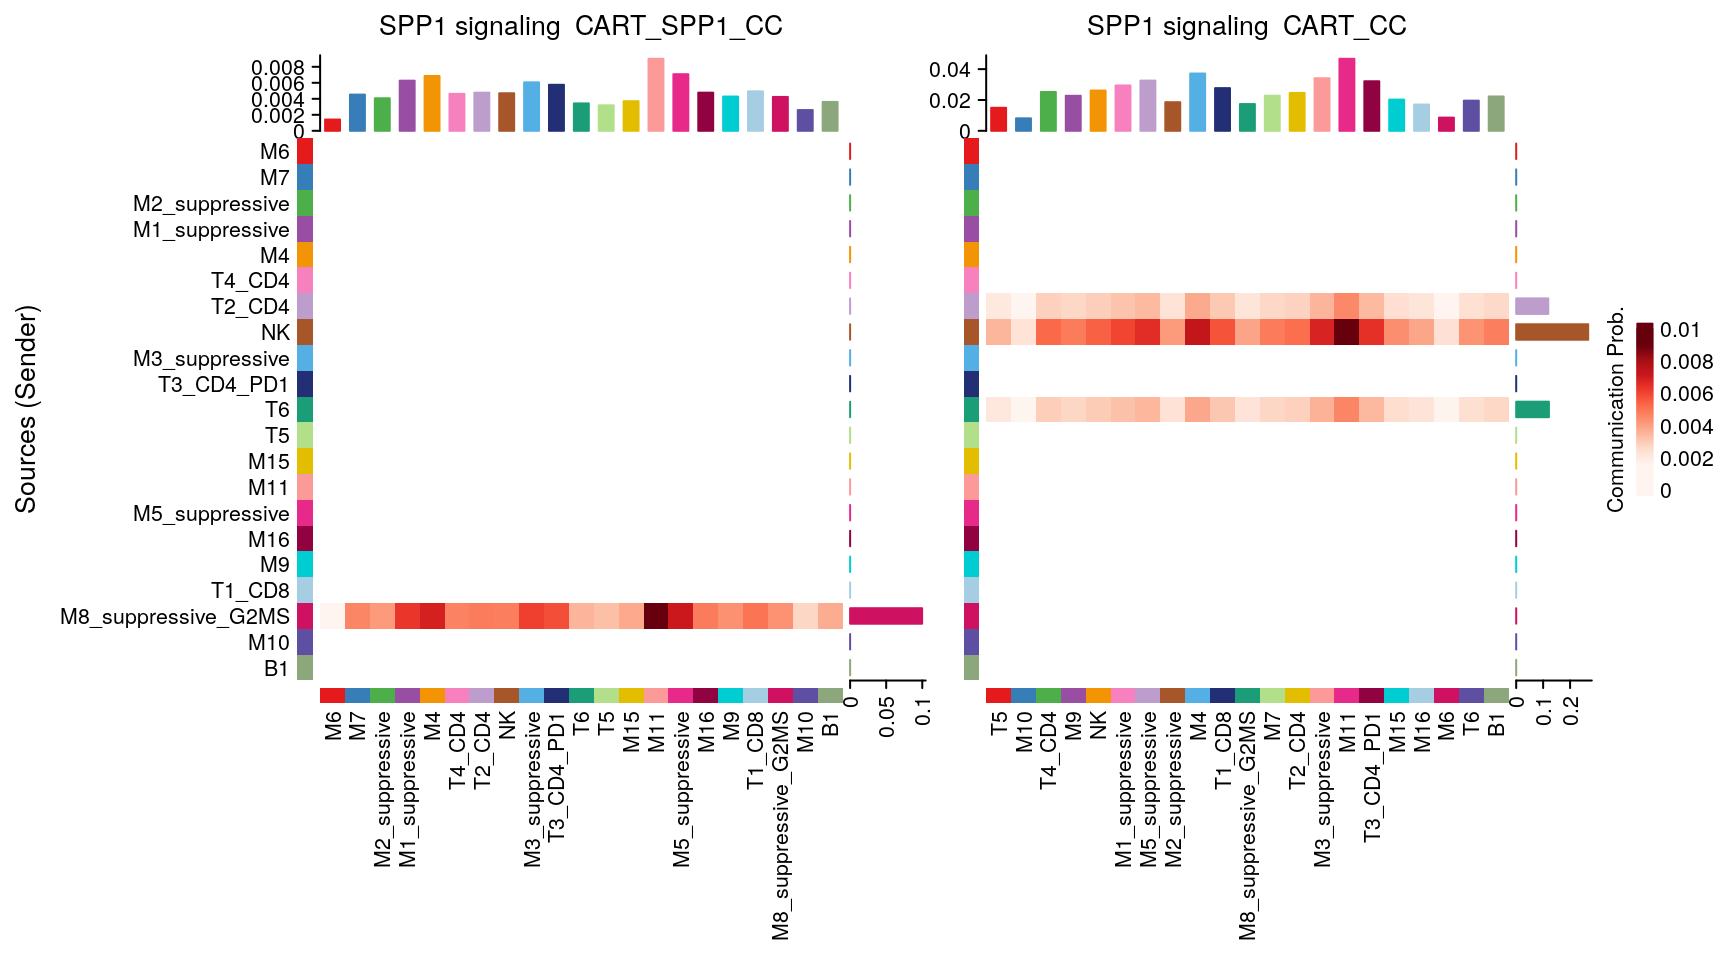 SPP1 signaling CART_SPP1_CC
SPP1 signaling CART_CC
0.008
0.006
0.004
0.002
0
0.04
0.02
0
Sources (Sender)
M6
M7
M2_suppressive
M1_suppressive
M4
T4_CD4
T2_CD4
NK
M3_suppressive
T3_CD4_PD1
T6
T5
M15
M11
M5_suppressive
M16
M9
T1_CD8
M8_suppressive_G2MS
M10
B1
M6
M7
M2_suppressive
M1_suppressive
M4
T4_CD4
T2_CD4
NK
M3_suppressive
T3_CD4_PD1
T6
T5
M15
M11
M5_suppressive
M16
M9
T1_CD8
M8_suppressive_G2MS
M10
B1
0
0.05
0.1
T5
M10
T4_CD4
M9
NK
M1_suppressive
M5_suppressive
M2_suppressive
M4
T1_CD8
M8_suppressive_G2MS
M7
T2_CD4
M3_suppressive
M11
T3_CD4_PD1
M15
M16
M6
T6
B1
0
0.1
0.2
Communication Prob.
0.01
0.008
0.006
0.004
0.002
0